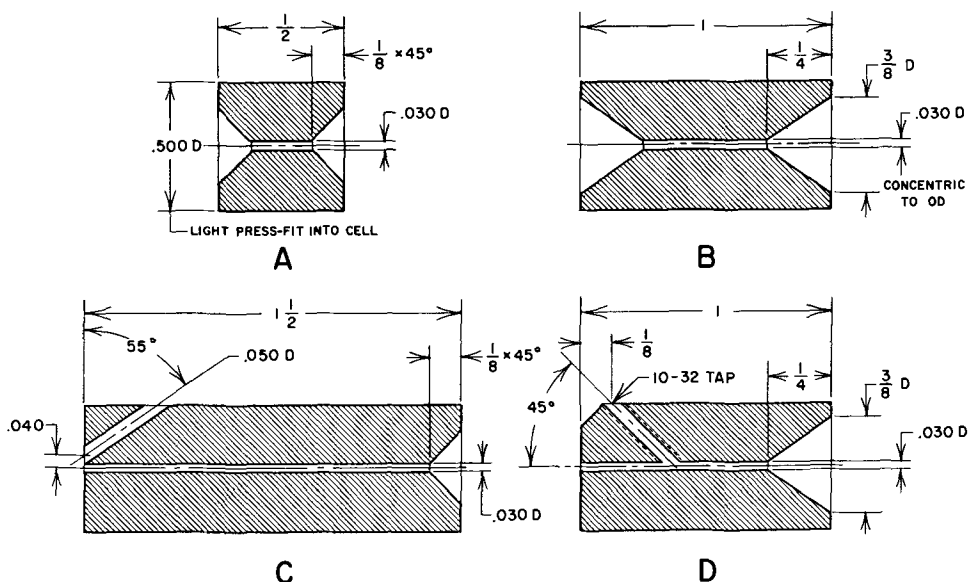 1/2
1/8 × 45°
.030 D
.500 D
LIGHT PRESS-FIT INTO CELL
A
1
1/4
3/8 D
.030 D
CONCENTRIC
TO OD
B
1 1/2
55°
.050 D
1/8 × 45°
.040
.030 D
C
1
1/8
10-32 TAP
1/4
3/8 D
45°
.030 D
D